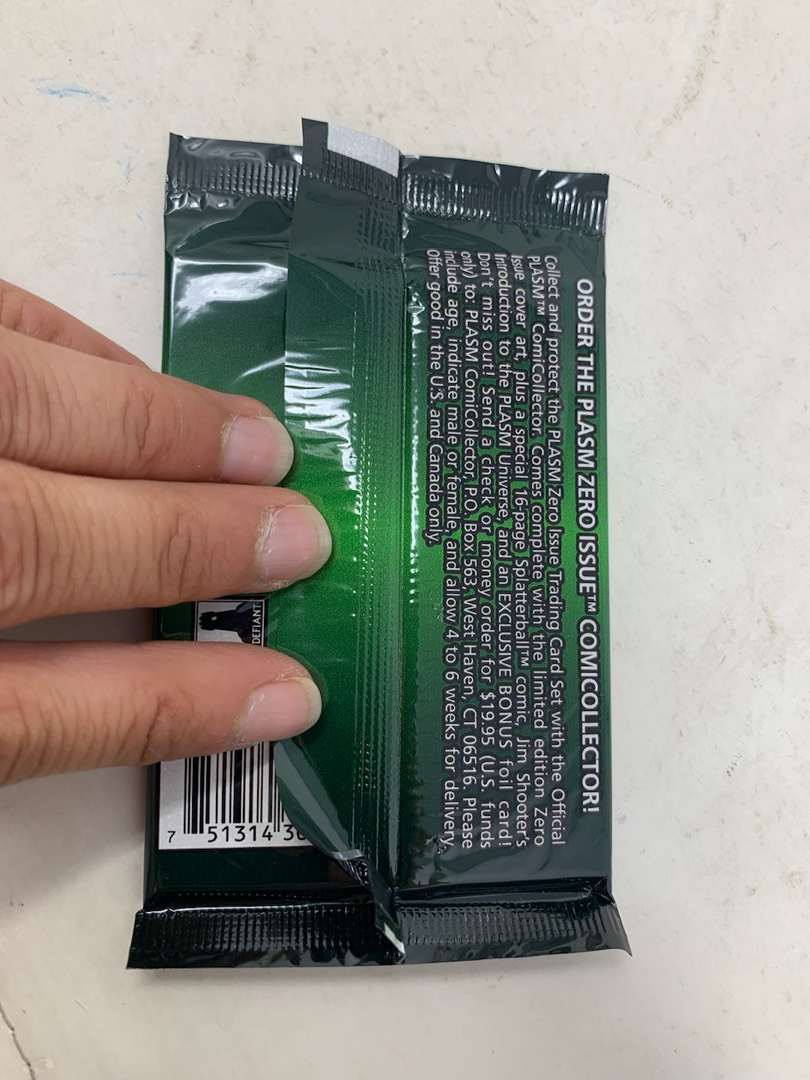 ORDER THE PLASM ZERO ISSUE™ COMICOLLECTOR!
Collect and protect the PLASM Zero Issue Trading Card Set with the Official
PLASM™ ComiCollector. Comes complete with the limited edition Zero
Issue cover art, plus a special 16-page Splatterball™ comic, Jim Shooter's
Introduction to the PLASM Universe, and an EXCLUSIVE BONUS foil card!
Don't miss out! Send a check or money order for $19.95 (U.S. funds
only) to: PLASM ComiCollector, P.O. Box 563, West Haven, CT 06516. Please
include age, indicate male or female, and allow 4 to 6 weeks for delivery.
Offer good in the U.S. and Canada only.
DEFIANT
7 51314 30